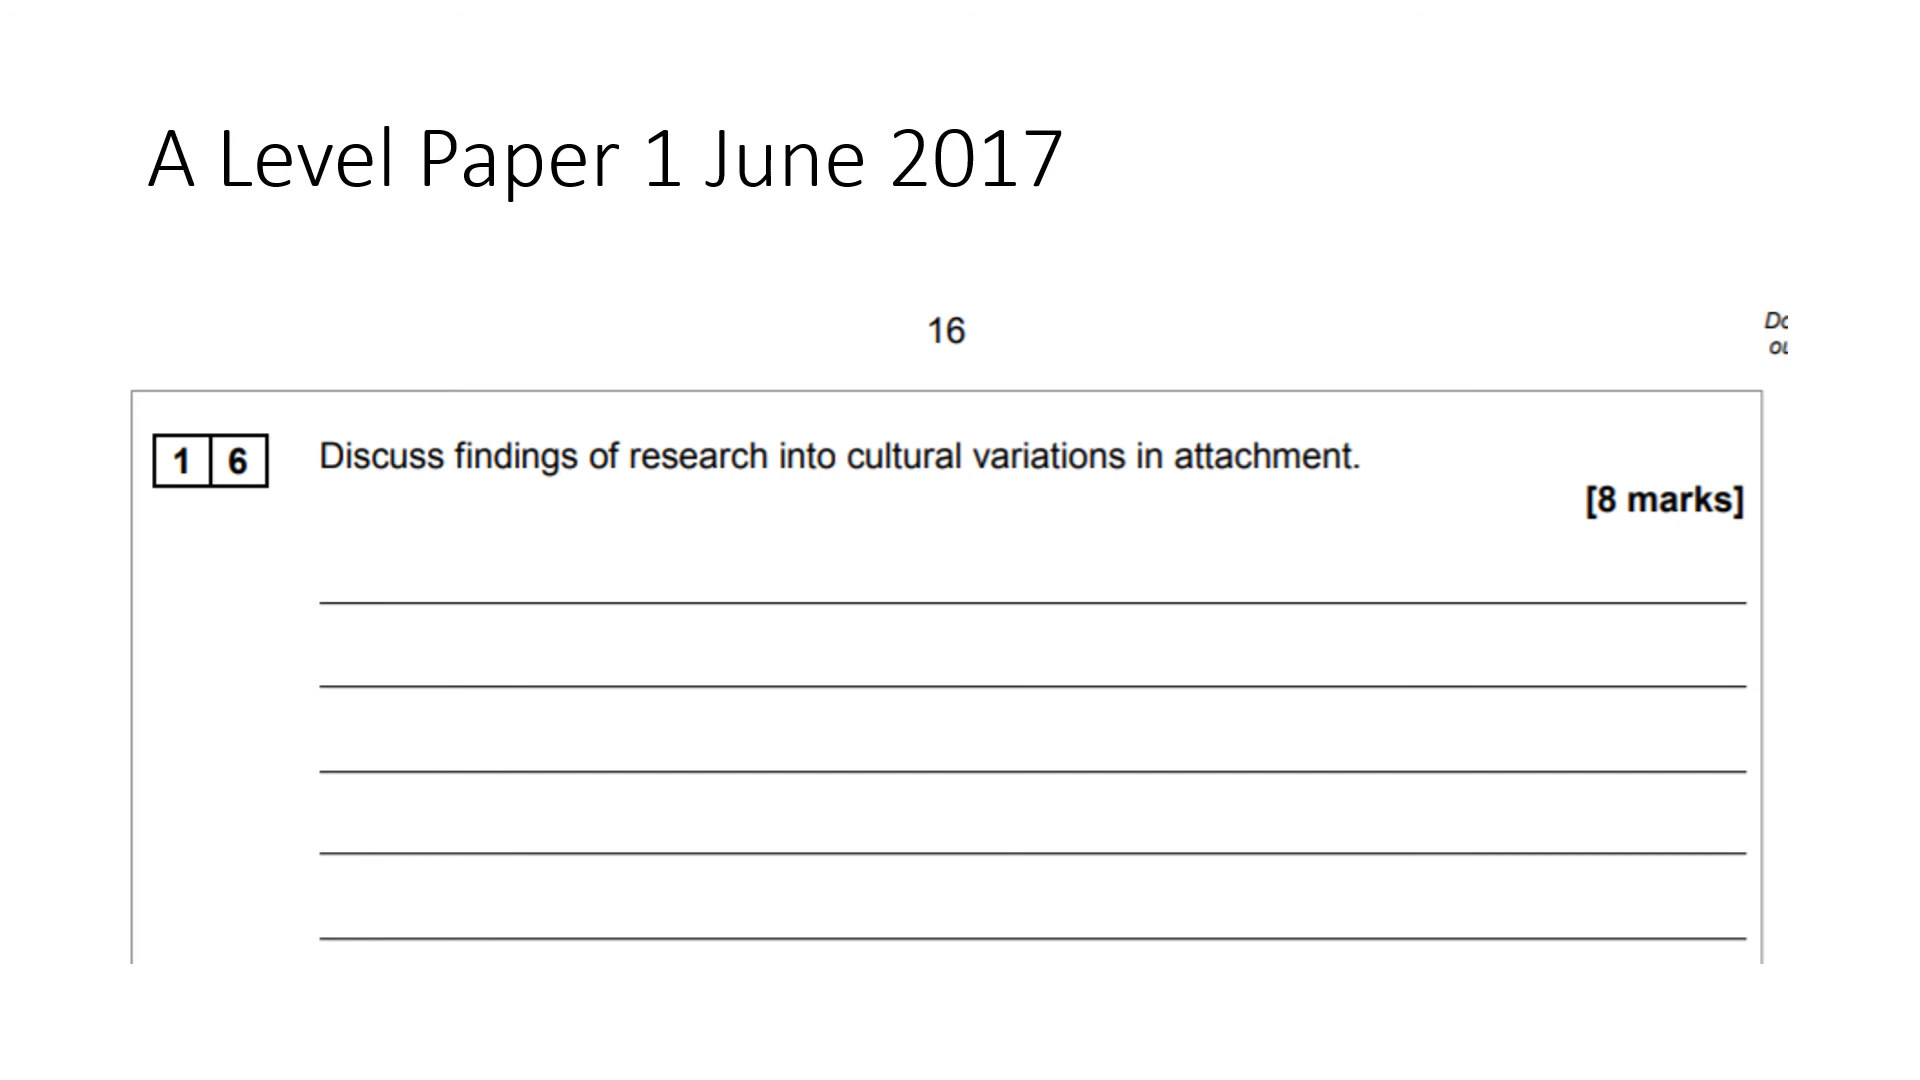 A Level Paper 1 June 2017
16
1 6 Discuss findings of research into cultural variations in attachment.
[8 marks]